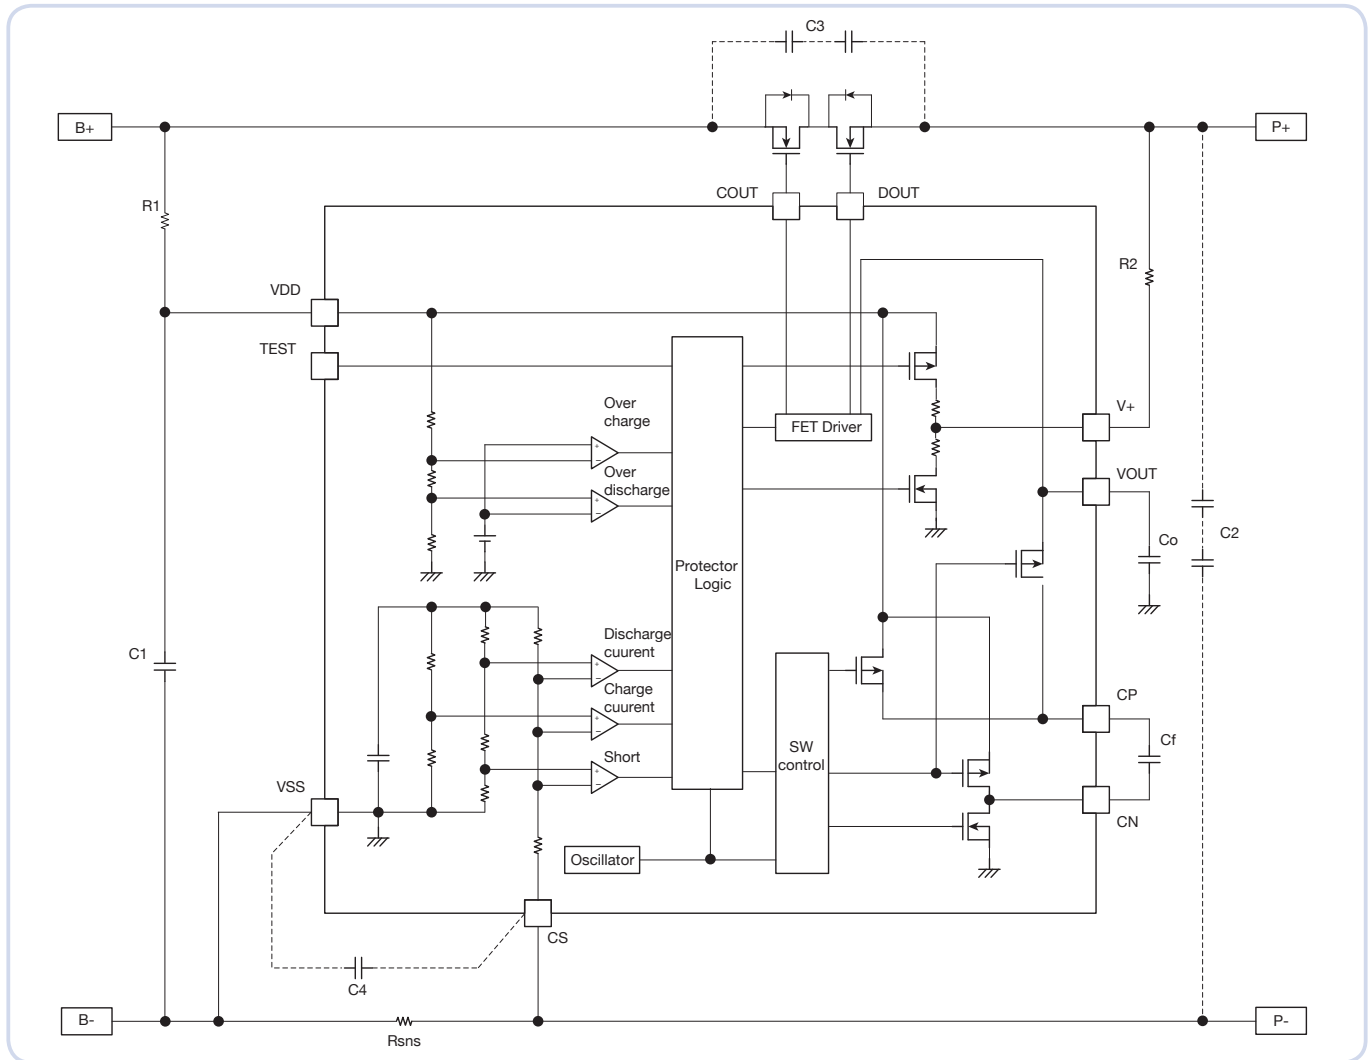 C3
B+
P+
COUT
DOUT
R1
R2
VDD
TEST
V+
Over
charge
FET Driver
VOUT
Over
discharge
Co
C2
Protector
Logic
Discharge
cuurent
C1
Charge
cuurent
CP
SW
control
Cf
Short
VSS
CN
Oscillator
CS
C4
B-
Rsns
P-